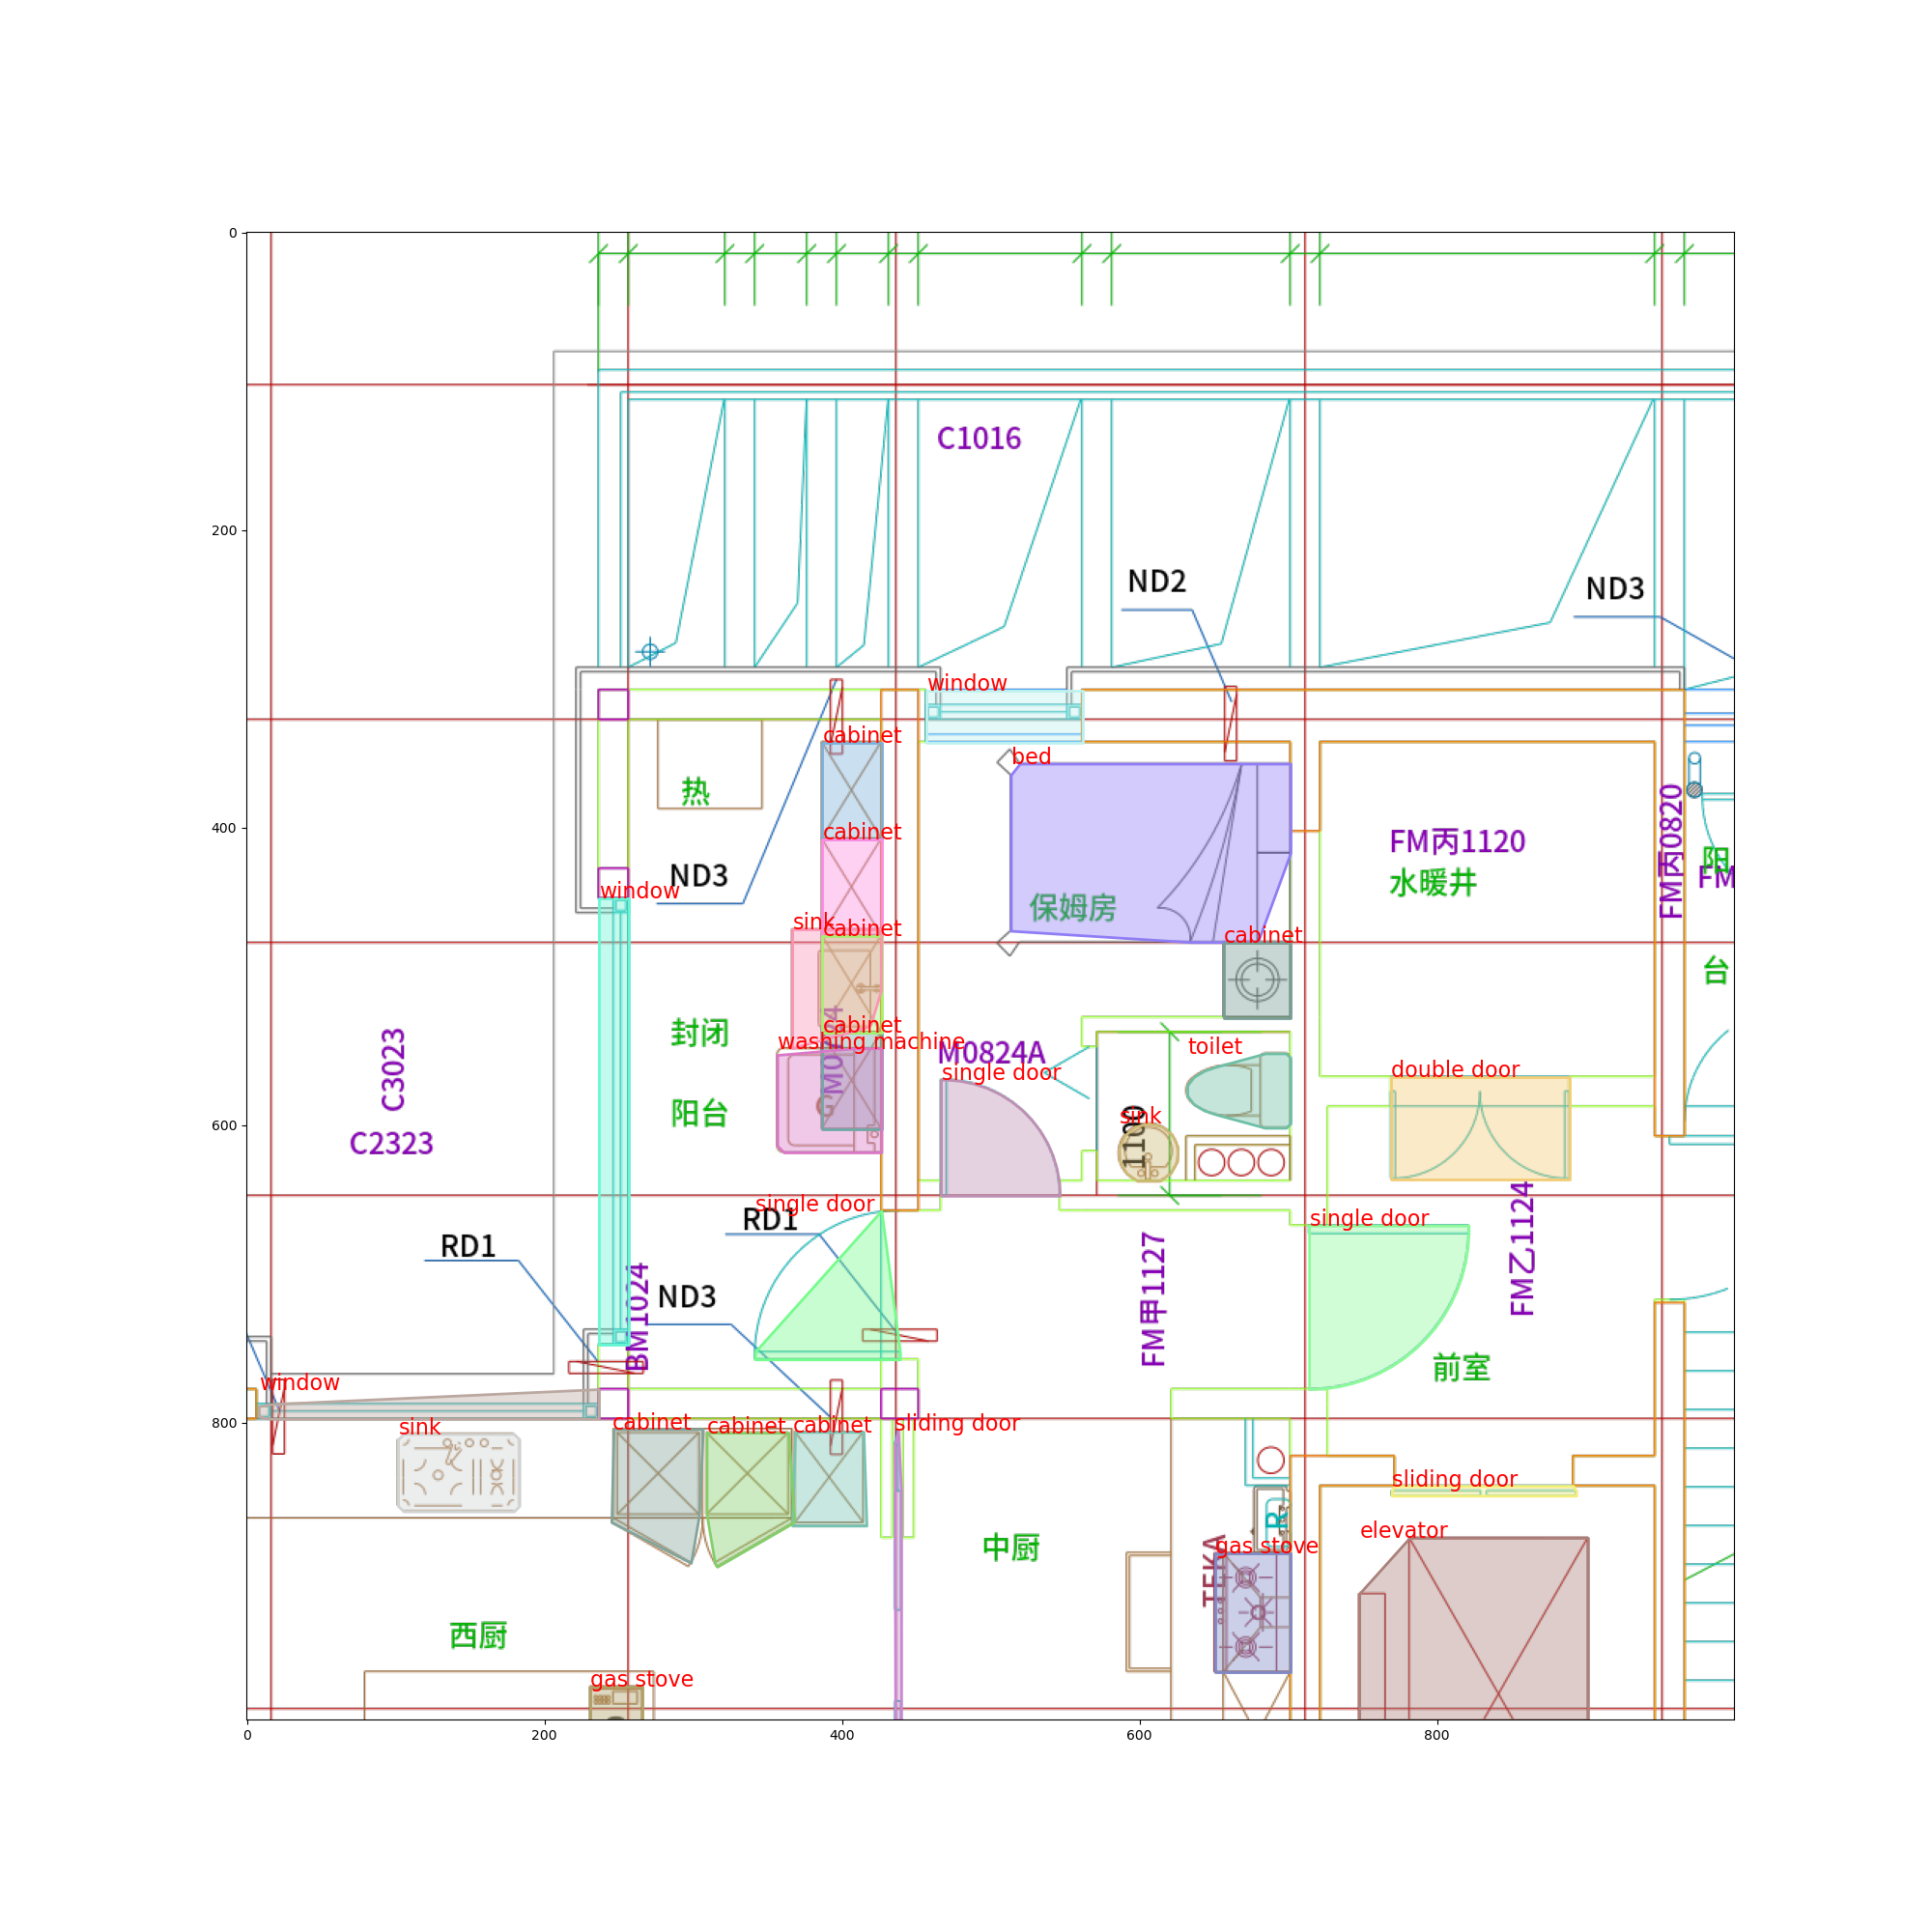 0
200
400
600
800
0
200
400
600
800
C1016
ND2
ND3
window
cabinet
bed
热
cabinet
FM丙1120
水暖井
FM丙0820
阳
FM
ND3
window
保姆房
sink
cabinet
cabinet
台
封闭
cabinet
washing machine
M0824A
single door
toilet
double door
C3023
阳台
sink
1100
C2323
single door
RD1
RD1
single door
FM乙1124
FM甲1127
BM1024
ND3
前室
window
sink
cabinet
cabinet
cabinet
sliding door
sliding door
中厨
R
elevator
TEKA
gas stove
西厨
gas stove